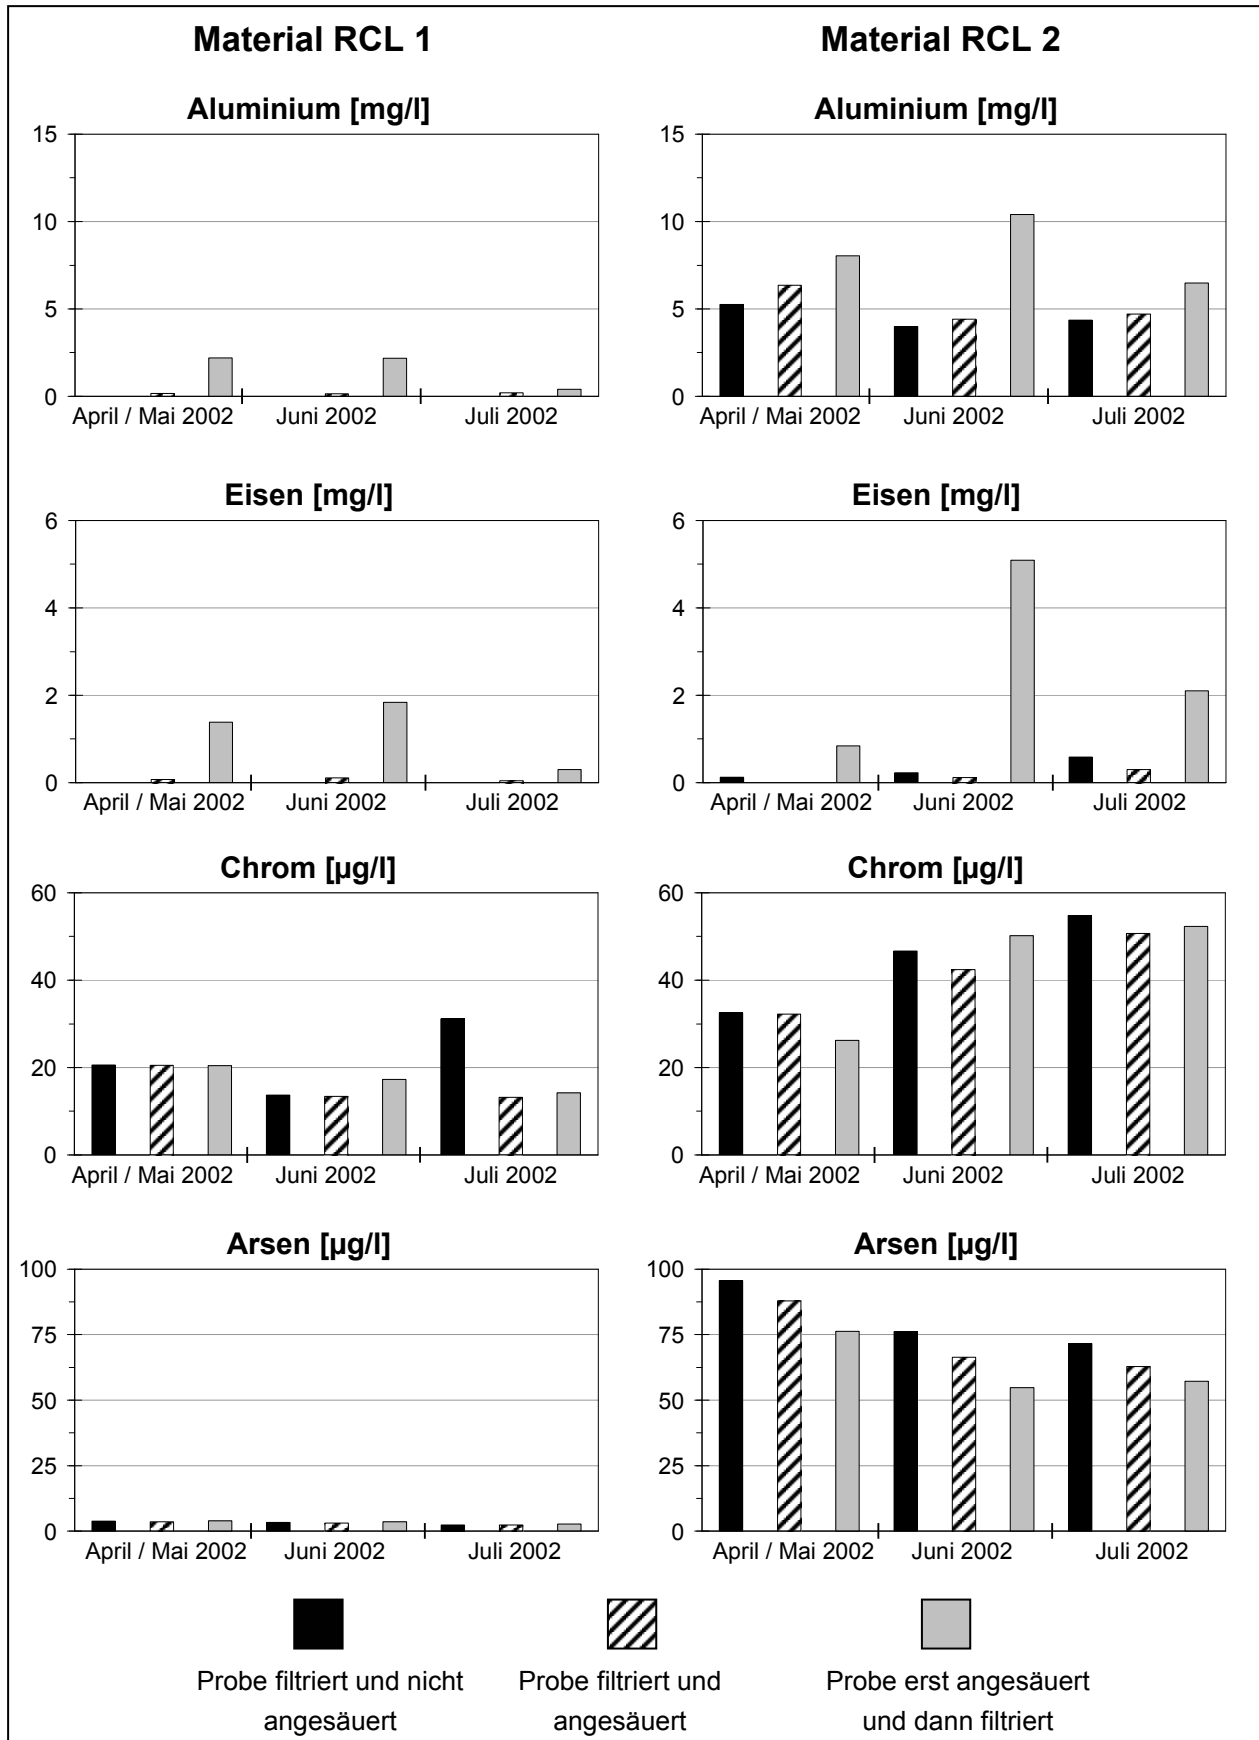 Material RCL 1
Material RCL 2
Aluminium [mg/l]
15
10
5
0
April / Mai 2002 Juni 2002 Juli 2002
Aluminium [mg/l]
15
10
5
0
April / Mai 2002 Juni 2002 Juli 2002
Eisen [mg/l]
6
4
2
0
April / Mai 2002 Juni 2002 Juli 2002
Eisen [mg/l]
6
4
2
0
April / Mai 2002 Juni 2002 Juli 2002
Chrom [µg/l]
60
40
20
0
April / Mai 2002 Juni 2002 Juli 2002
Chrom [µg/l]
60
40
20
0
April / Mai 2002 Juni 2002 Juli 2002
Arsen [µg/l]
100
75
50
25
0
April / Mai 2002 Juni 2002 Juli 2002
Arsen [µg/l]
100
75
50
25
0
April / Mai 2002 Juni 2002 Juli 2002
Probe filtriert und nicht
angesäuert
Probe filtriert und
angesäuert
Probe erst angesäuert
und dann filtriert